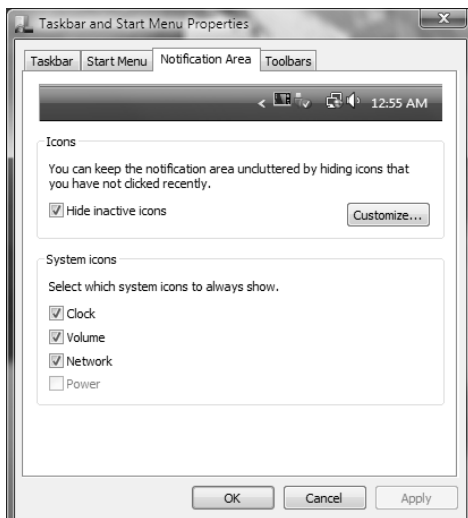 Taskbar and Start Menu Properties
Taskbar Start Menu Notification Area Toolbars
12:55 AM
Icons
You can keep the notification area uncluttered by hiding icons that
you have not clicked recently.
Hide inactive icons
Customize...
System icons
Select which system icons to always show.
Clock
Volume
Network
Power
OK Cancel Apply